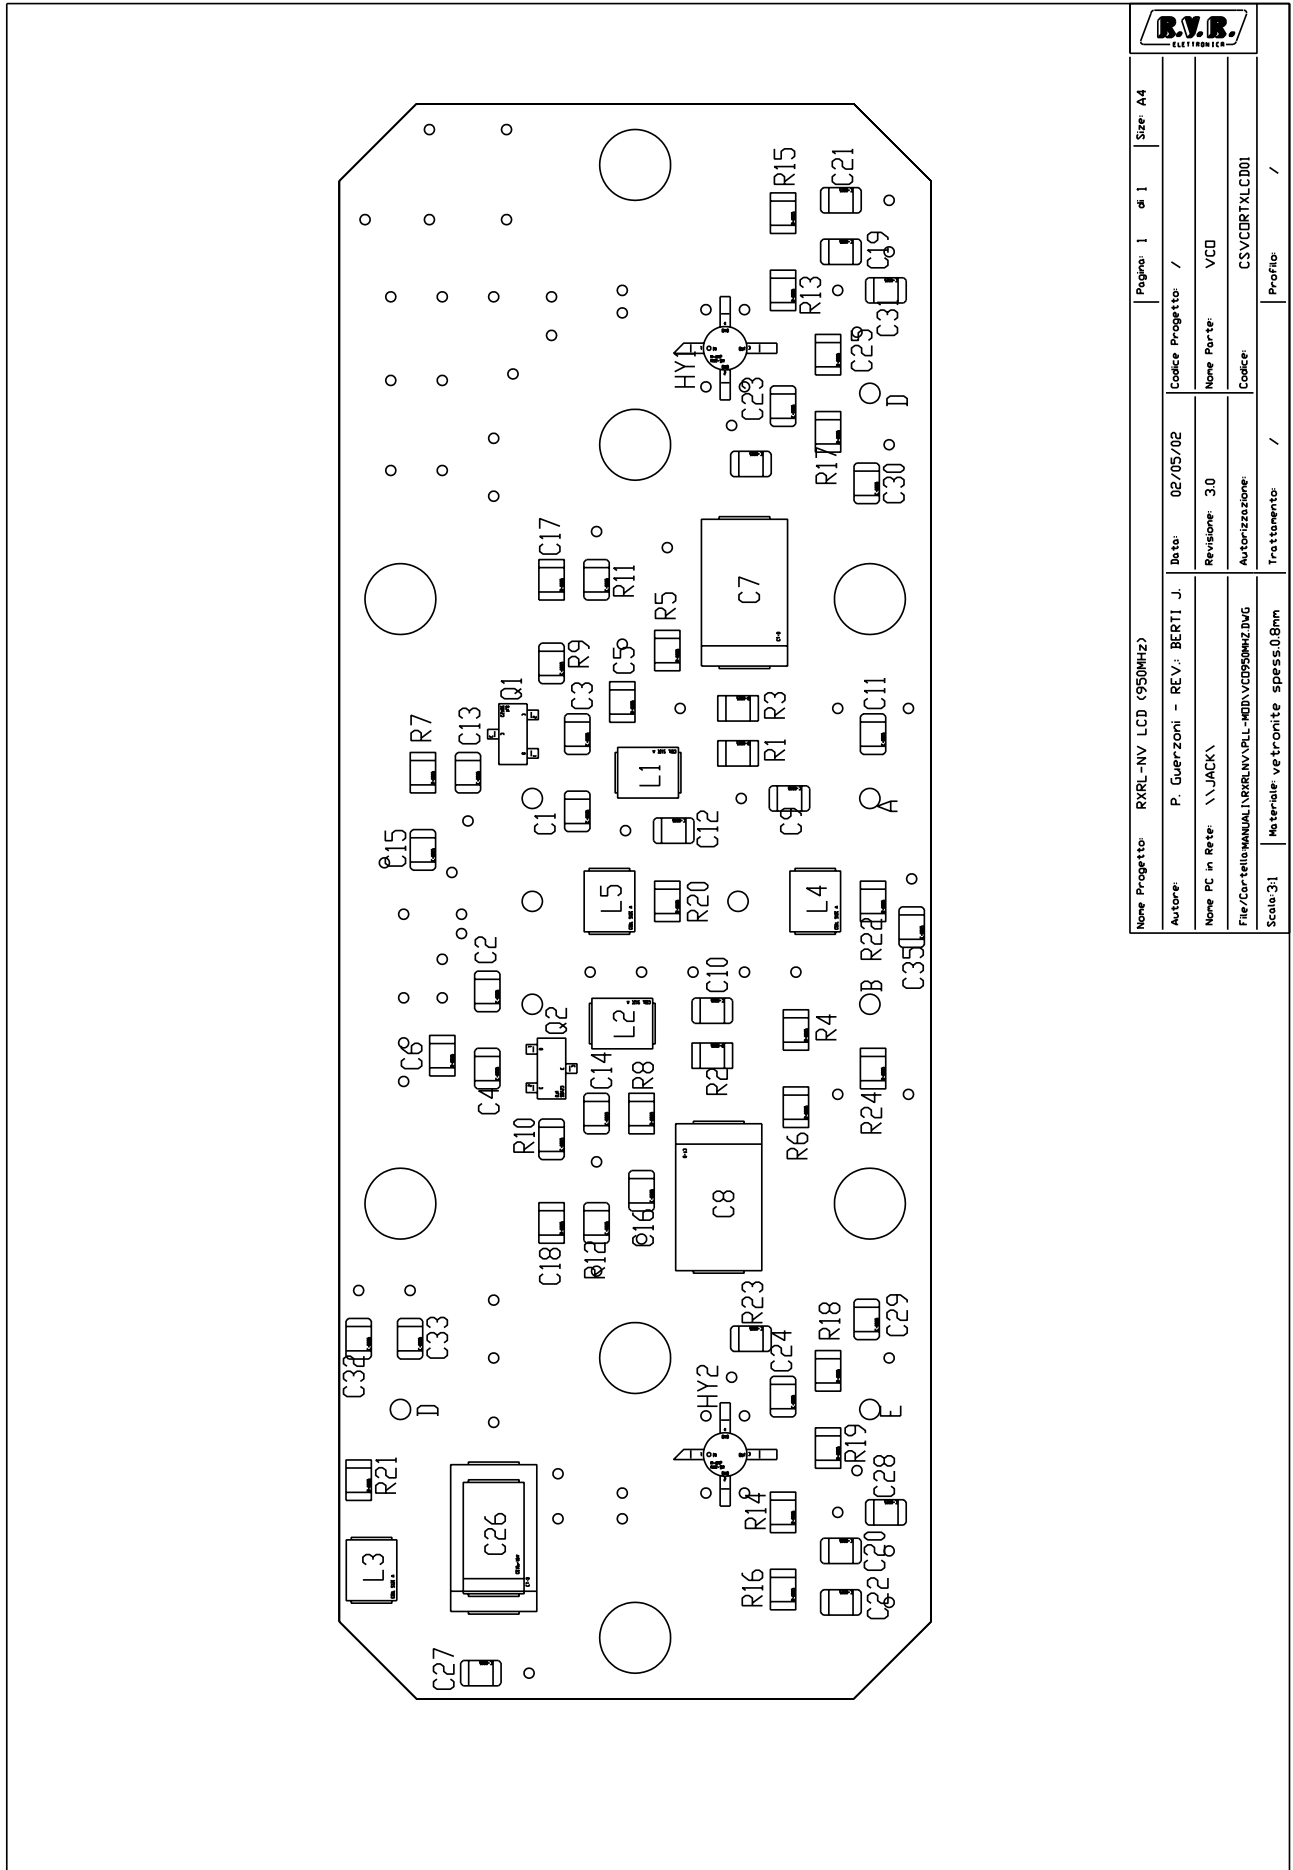 R.V.R.
ELETTRONICA
Nome Progetto: RXRL-NV LCD (950MHz)
Pagina: 1 di 1
Size: A4
Autore: P. Guerzoni - REV.: BERTI J.
Data: 02/05/02
Codice Progetto: /
Nome PC in Rete: \\JACK\
Revisione: 3.0
Nome Parte: VCO
File/Cartella:MANUALI\RXRLNV\PLL-MOD\VCO950MHZ.DWG
Autorizzazione:
Codice: CSVCORTXLCD01
Scala:3:1
Materiale: vetronite spess.0.8mm
Trattamento: /
Profilo: /
R15
C21
C19
R13
C31
HY1
C25
C23
D
R17
C30
C17
R11
C7
R5
R9
C5
Q1
C3
R7
C13
R3
C11
R1
L1
C1
C9
A
C12
C15
L5
R20
L4
R22
C35
C2
C10
B
Q2
L2
R4
C6
C4
C14
R8
R2
R24
R10
R6
C8
C18
R12
C16
R23
R18
C29
C32
C33
C24
HY2
D
E
R19
R21
C28
R14
C26
L3
C20
R16
C22
C27